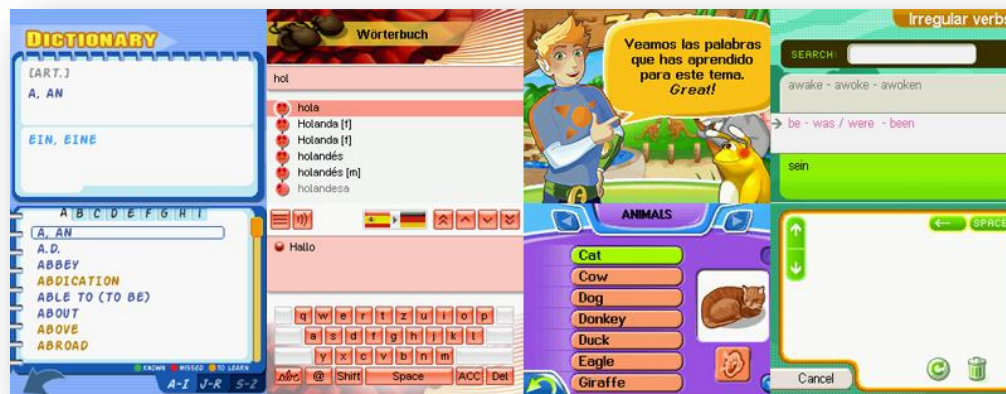 DICTIONARY
[ART.]
A, AN
EIN, EINE
A B C D E F G H I
A, AN
A.D.
ABBEY
ABDICATION
ABLE TO (TO BE)
ABOUT
ABOVE
ABROAD
KNOWN MISSED TO LEARN
A-I J-R S-Z
Wörterbuch
hol
hola
Holanda [f]
Holanda [f]
holandés
holandés [m]
holandesa
Hallo
q w e r t z u i o p
a s d f g h j k l
y x c v b n m
Abc @ Shift Space ACC Del
Veamos las palabras
que has aprendido
para este tema.
Great!
ANIMALS
Cat
Cow
Dog
Donkey
Duck
Eagle
Giraffe
Irregular verbs
SEARCH:
awake - awoke - awoken
be - was / were - been
sein
SPACE
Cancel